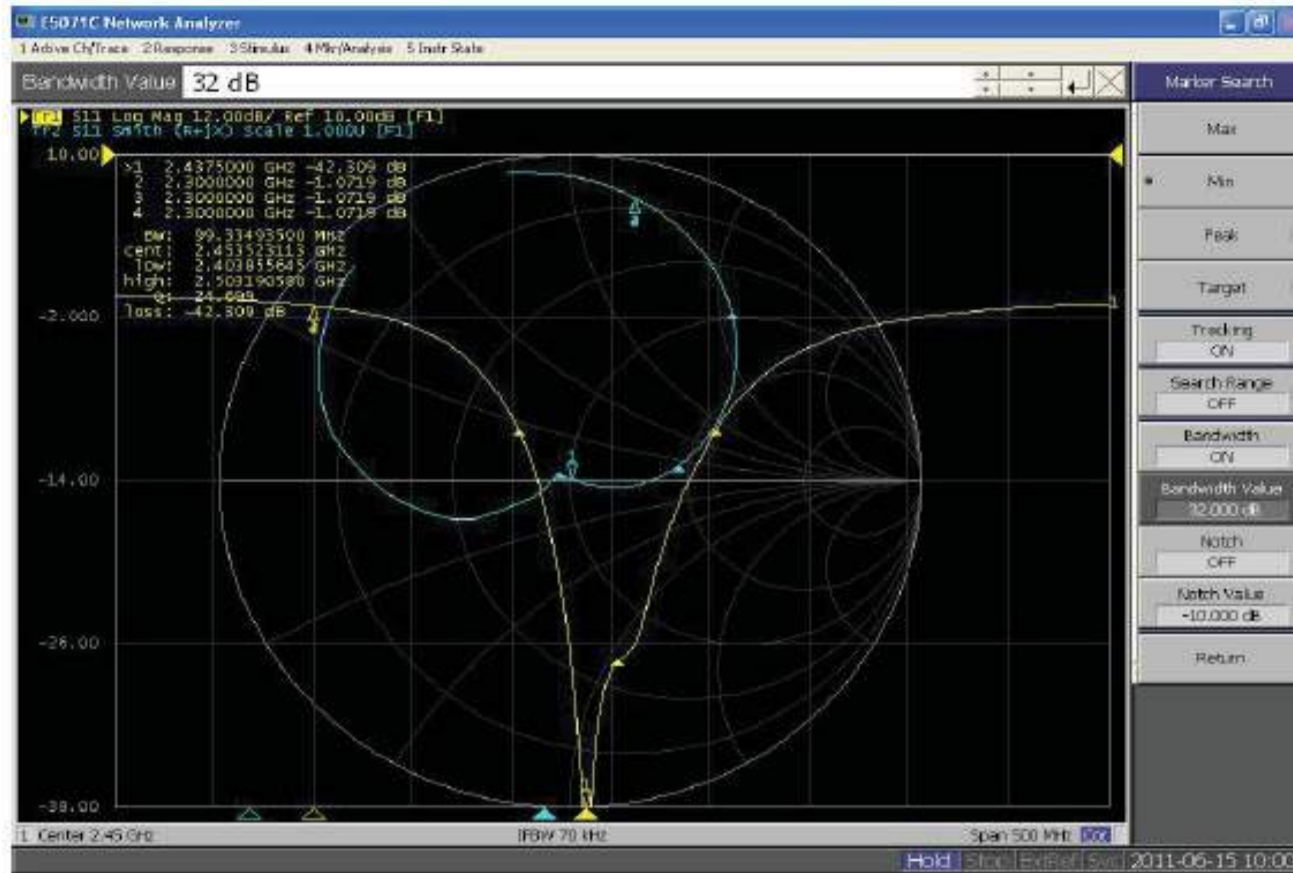 E5071C Network Analyzer
1 Active Ch/Trace 2 Response 3 Stimulus 4 Mkr/Analysis 5 Instr State
Bandwidth Value 32 dB
Tr1 S11 Log Mag 12.00dB/ Ref 10.00dB [F1]
Tr2 S11 Smith (R+jX) Scale 1.000U [F1]
10.00
>1 2.4375000 GHz -42.309 dB
2 2.3000000 GHz -1.0719 dB
3 2.3000000 GHz -1.0719 dB
4 2.3000000 GHz -1.0719 dB
BW: 99.33493500 MHz
cent: 2.453523113 GHz
low: 2.403855645 GHz
high: 2.503190580 GHz
Q: 24.699
loss: -42.309 dB
-2.000
-14.00
-26.00
-38.00
1
1 Center 2.45 GHz
IFBW 70 kHz
Span 500 MHz
Marker Search
Max
Min
Peak
Target
Tracking
ON
Search Range
OFF
Bandwidth
ON
Bandwidth Value
32.000 dB
Notch
OFF
Notch Value
-10.000 dB
Return
Hold Stop ExtRef Svc 2011-06-15 10:00